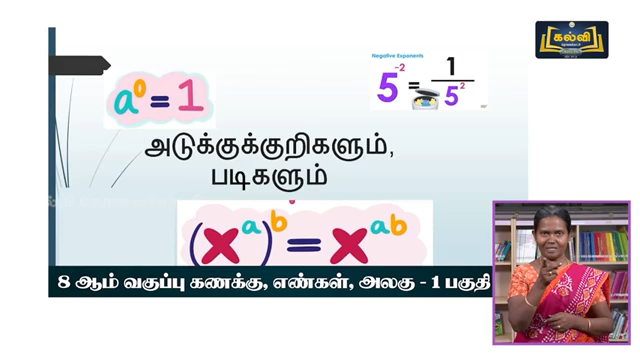 கல்வி
Negative Exponents
a⁰ = 1
5⁻² = 1/5²
அடுக்குக்குறிகளும்,
படிகளும்
(xᵃ)ᵇ = xᵃᵇ
8 ஆம் வகுப்பு கணக்கு, எண்கள், அலகு - 1 பகுதி